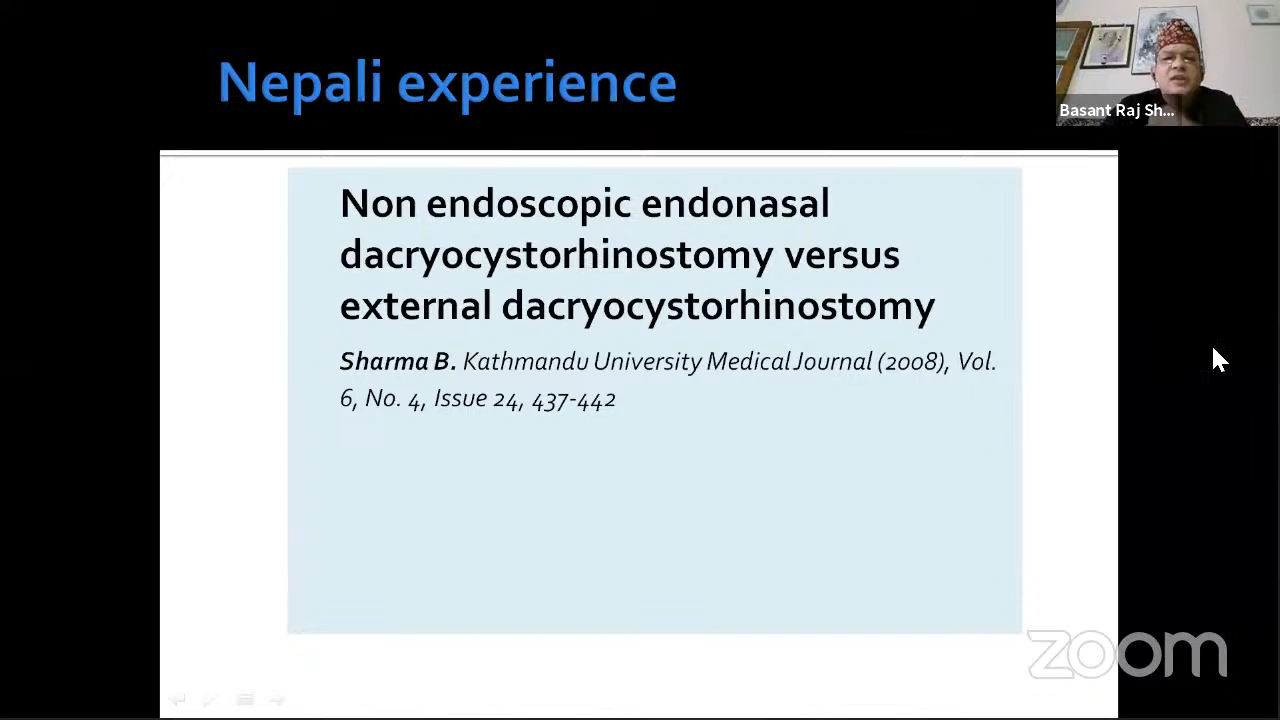 Nepali experience
Basant Raj Sh...
Non endoscopic endonasal
dacryocystorhinostomy versus
external dacryocystorhinostomy
Sharma B. Kathmandu University Medical Journal (2008), Vol.
6, No. 4, Issue 24, 437-442
zoom